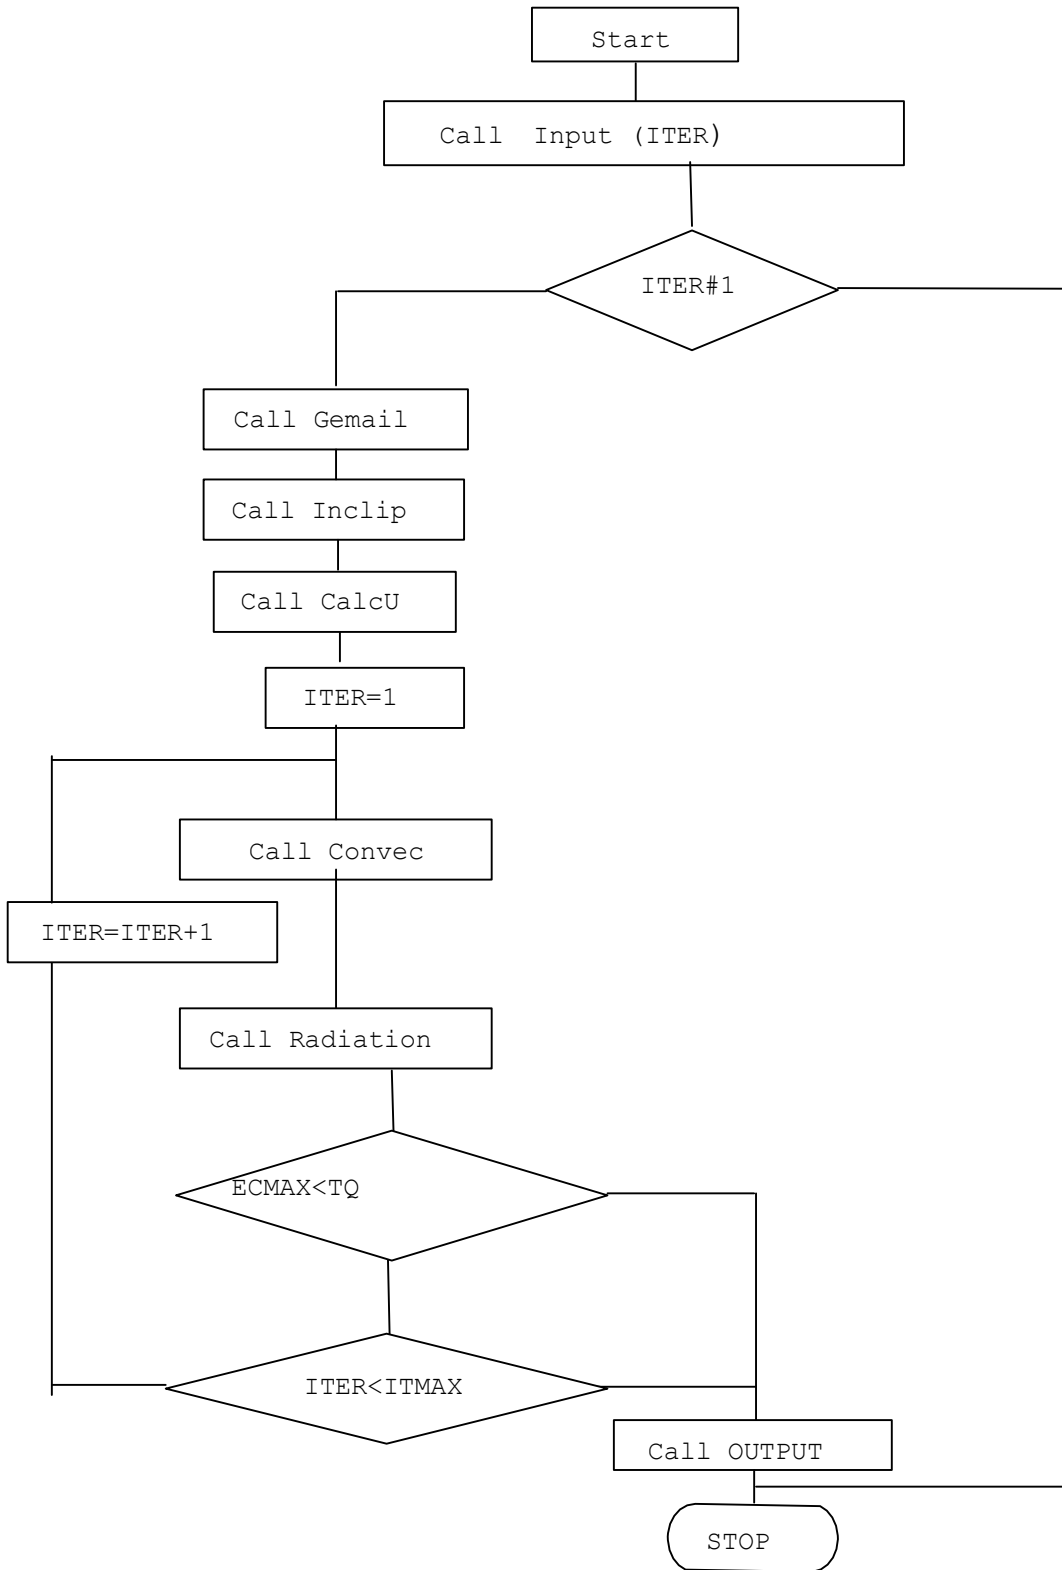 Start
Call Input (ITER)
ITER#1
Call Gemail
Call Inclip
Call CalcU
ITER=1
Call Convec
ITER=ITER+1
Call Radiation
ECMAX<TQ
ITER<ITMAX
Call OUTPUT
STOP